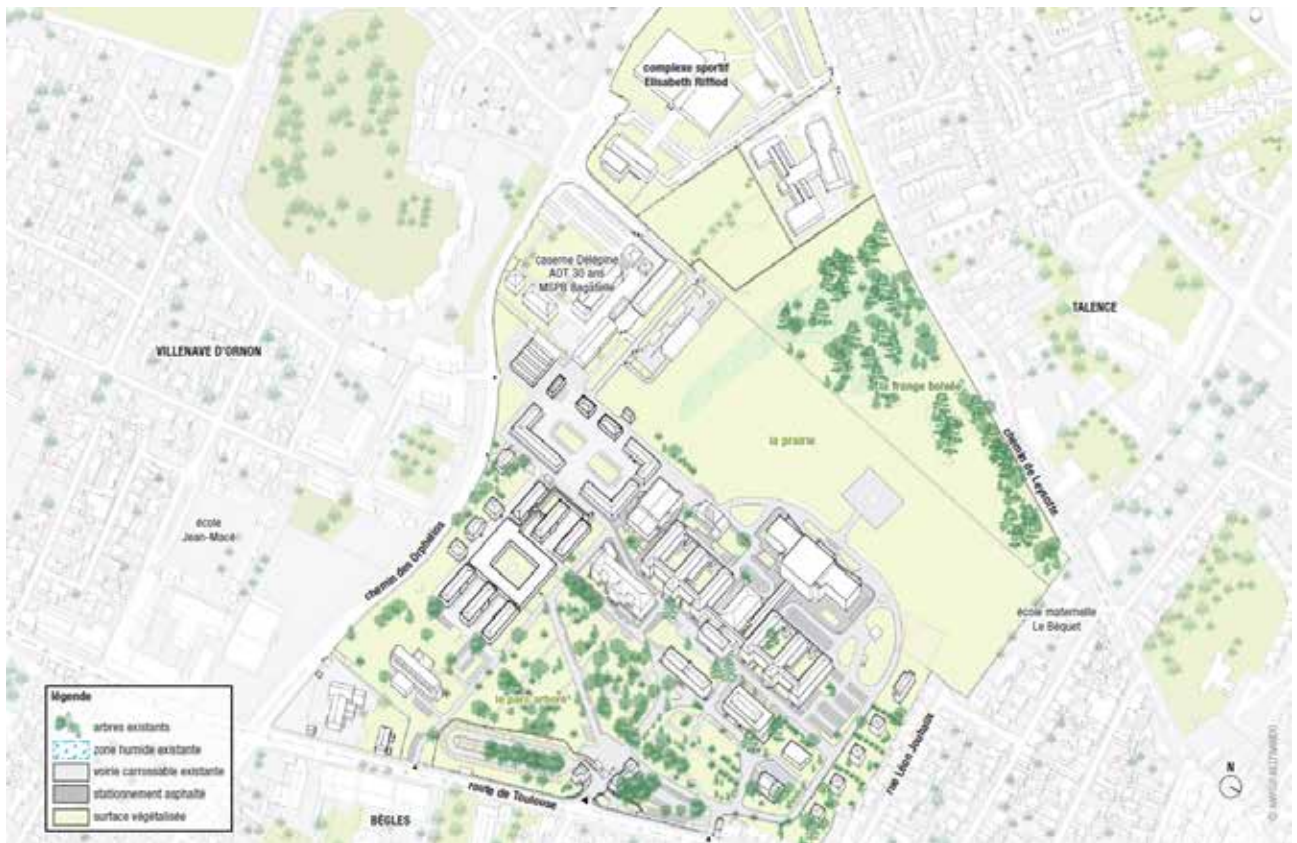 complexe sportif
Elisabeth Riffiod
caserne Délépine
AOT 30 ans
MSPB Bagatelle
TALENCE
VILLENAVE D'ORNON
la frange boisée
la prairie
chemin de Leysotte
école
Jean-Macé
chemin des Orphelins
école maternelle
Le Béquet
le parc arboré
rue Léon Jouhaux
route de Toulouse
BÈGLES
légende
arbres existants
zone humide existante
voirie carrossable existante
stationnement asphalté
surface végétalisée
N